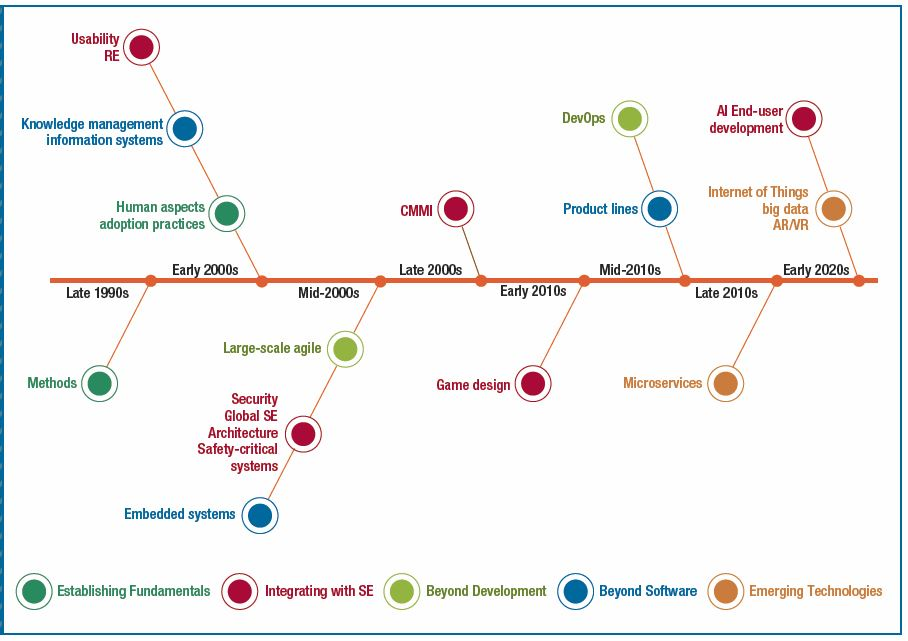 Usability
RE
Knowledge management
information systems
Human aspects
adoption practices
CMMI
DevOps
Product lines
AI End-user
development
Internet of Things
big data
AR/VR
Late 1990s
Early 2000s
Mid-2000s
Late 2000s
Early 2010s
Mid-2010s
Late 2010s
Early 2020s
Methods
Large-scale agile
Security
Global SE
Architecture
Safety-critical
systems
Embedded systems
Game design
Microservices
Establishing Fundamentals
Integrating with SE
Beyond Development
Beyond Software
Emerging Technologies